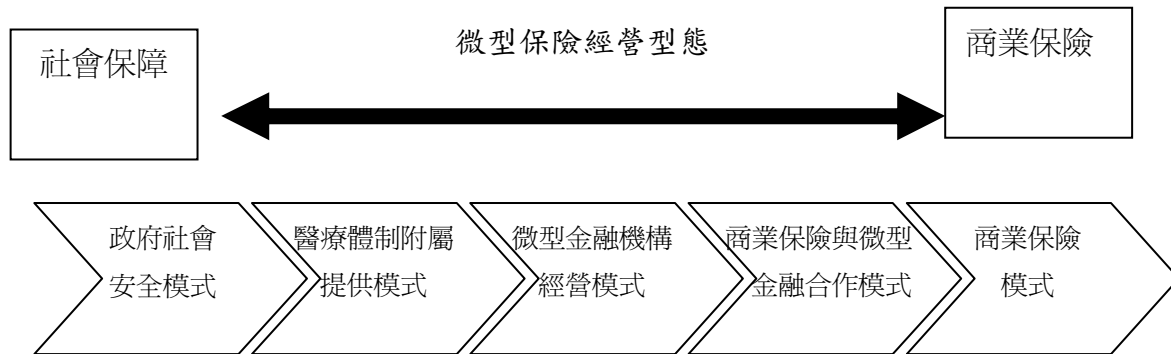 社會保障
微型保險經營型態
商業保險
政府社會
安全模式
醫療體制附屬
提供模式
微型金融機構
經營模式
商業保險與微型
金融合作模式
商業保險
模式